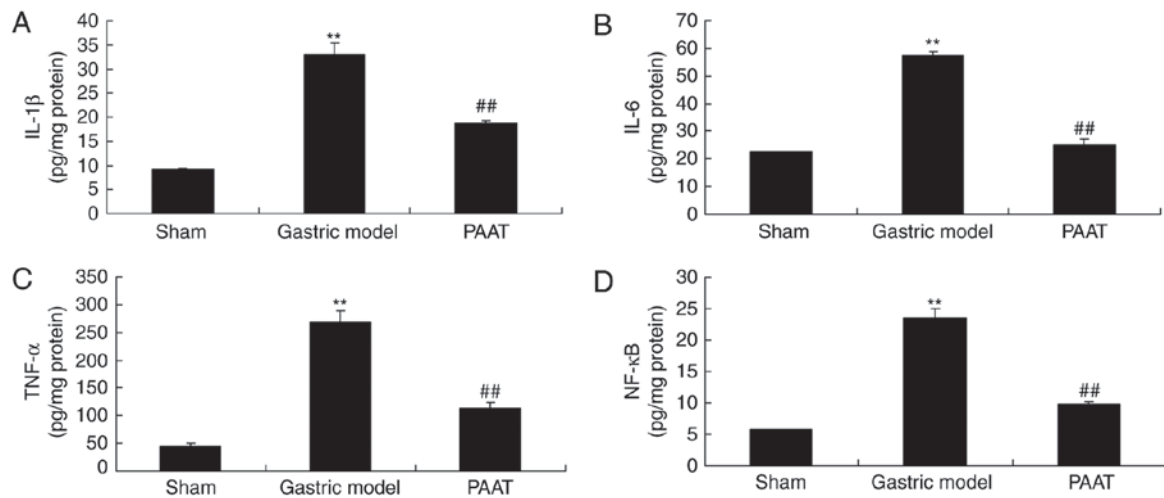 A
IL-1β
(pg/mg protein)
40
35
30
25
20
15
10
5
0
**
##
Sham
Gastric model
PAAT
B
IL-6
(pg/mg protein)
70
60
50
40
30
20
10
0
**
##
Sham
Gastric model
PAAT
C
TNF-α
(pg/mg protein)
350
300
250
200
150
100
50
0
**
##
Sham
Gastric model
PAAT
D
NF-κB
(pg/mg protein)
30
25
20
15
10
5
0
**
##
Sham
Gastric model
PAAT